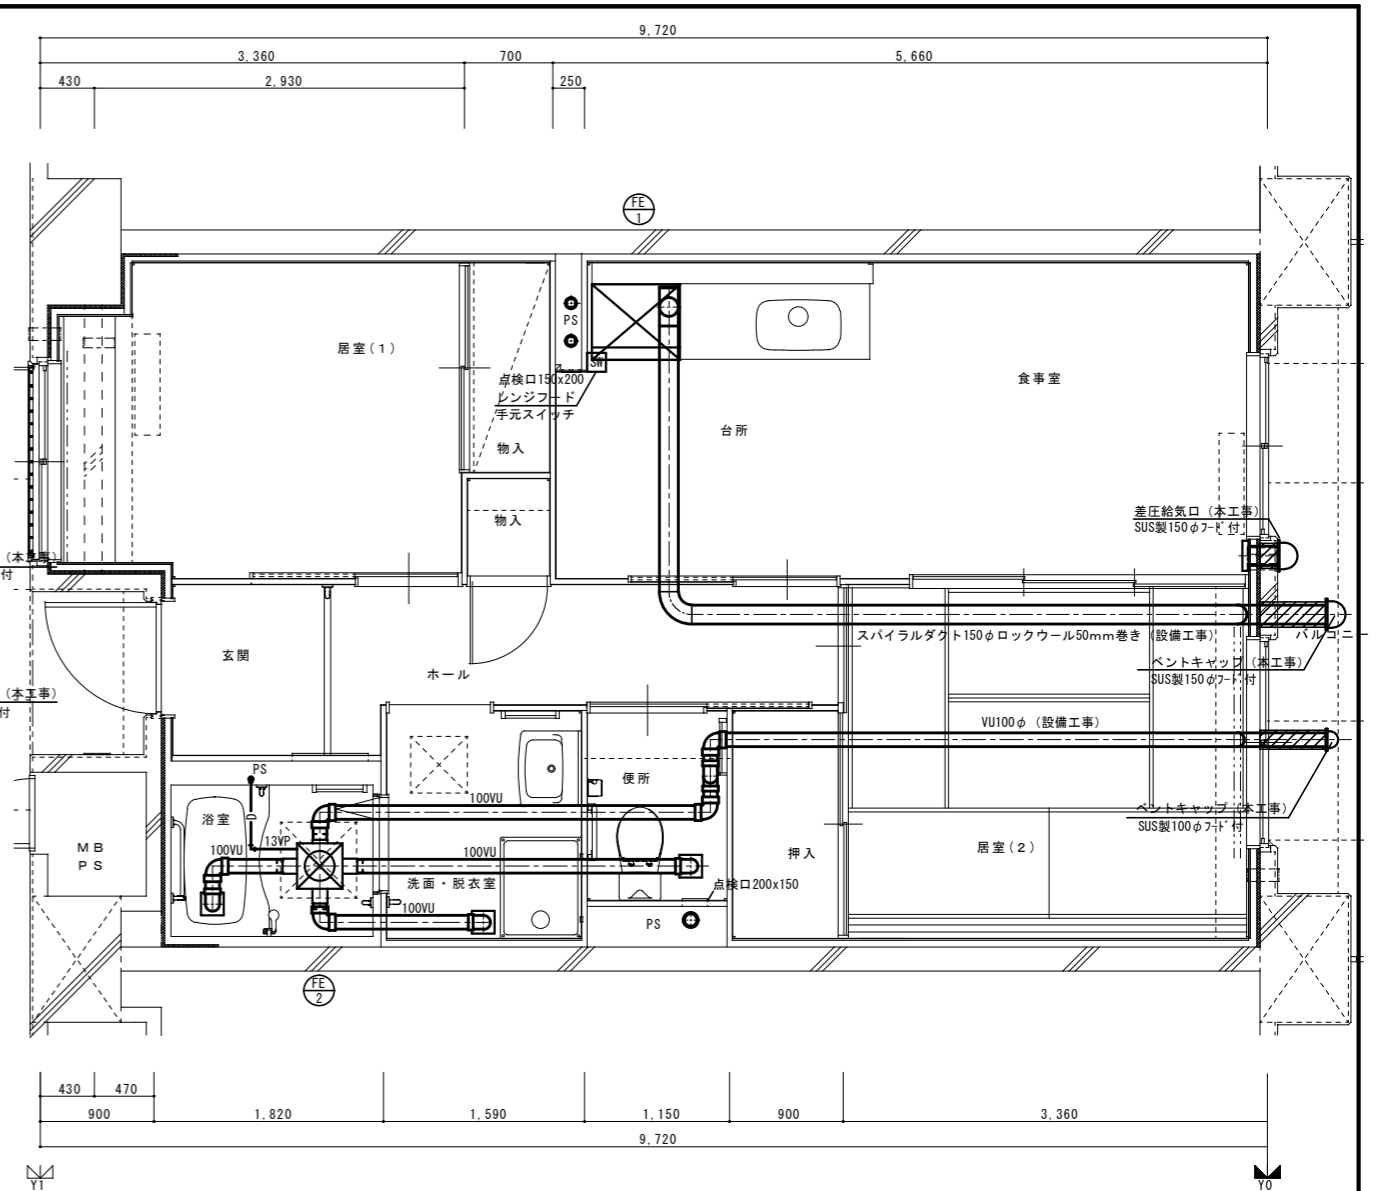 9,720
3,360
700
5,660
430
2,930
250
FE
1
PS
居室(1)
点検口150x200
レンジフード
手元スイッチ
SW
物入
物入
台所
食事室
差圧給気口(本工事)
SUS製150φフード付
(本工事)
付
スパイラルダクト150φロックウール50mm巻き(設備工事)
バルコニー
ベントキャップ(本工事)
SUS製150φフード付
玄関
ホール
(本工事)
付
VU100φ(設備工事)
PS
便所
100VU
ベントキャップ(本工事)
SUS製100φフード付
浴室
13VP
100VU
100VU
MB
PS
居室(2)
押入
洗面・脱衣室
点検口200x150
100VU
PS
FE
2
430
470
900
1,820
1,590
1,150
900
3,360
9,720
Y1
Y0